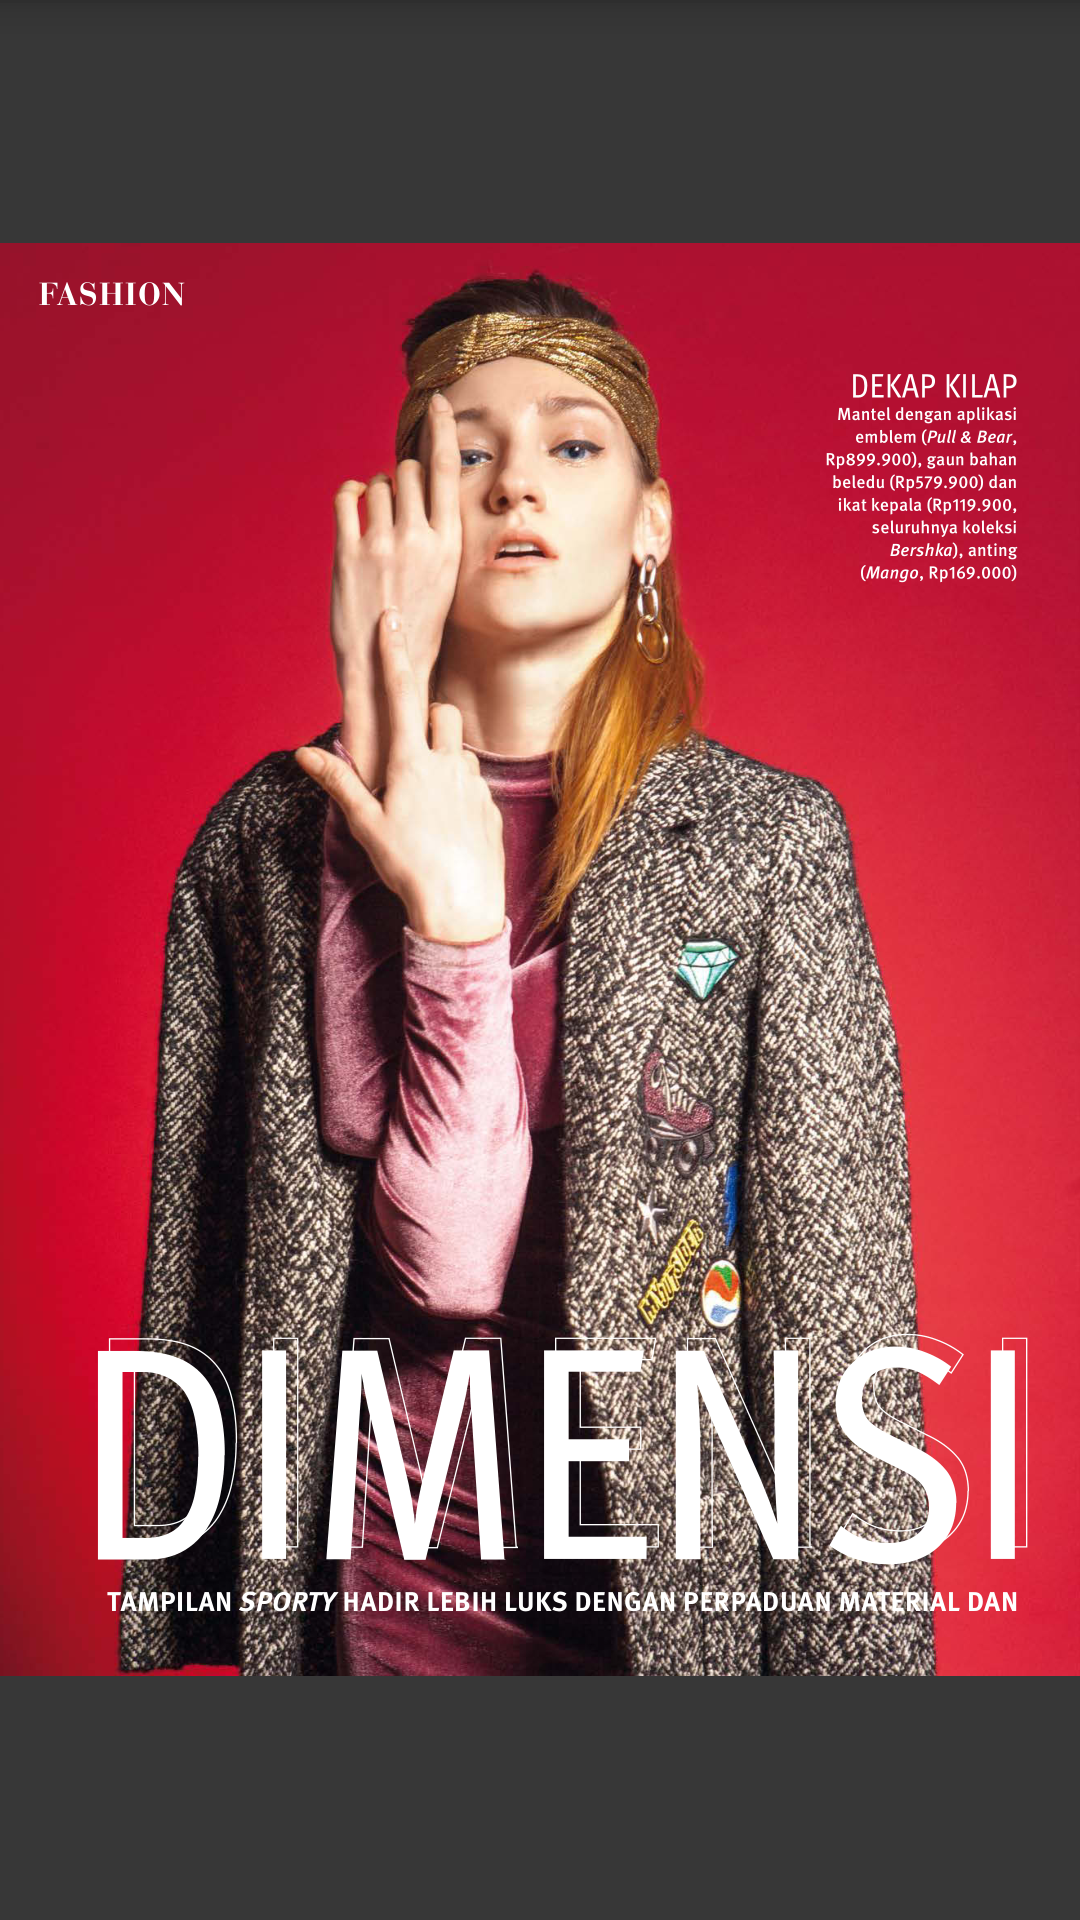 FASHION
DEKAP KILAP
Mantel dengan aplikasi
emblem (Pull & Bear,
Rp899.900), gaun bahan
beledu (Rp579.900) dan
ikat kepala (Rp119.900,
seluruhnya koleksi
Bershka), anting
(Mango, Rp169.000)
DIMENSI
TAMPILAN SPORTY HADIR LEBIH LUKS DENGAN PERPADUAN MATERIAL DAN